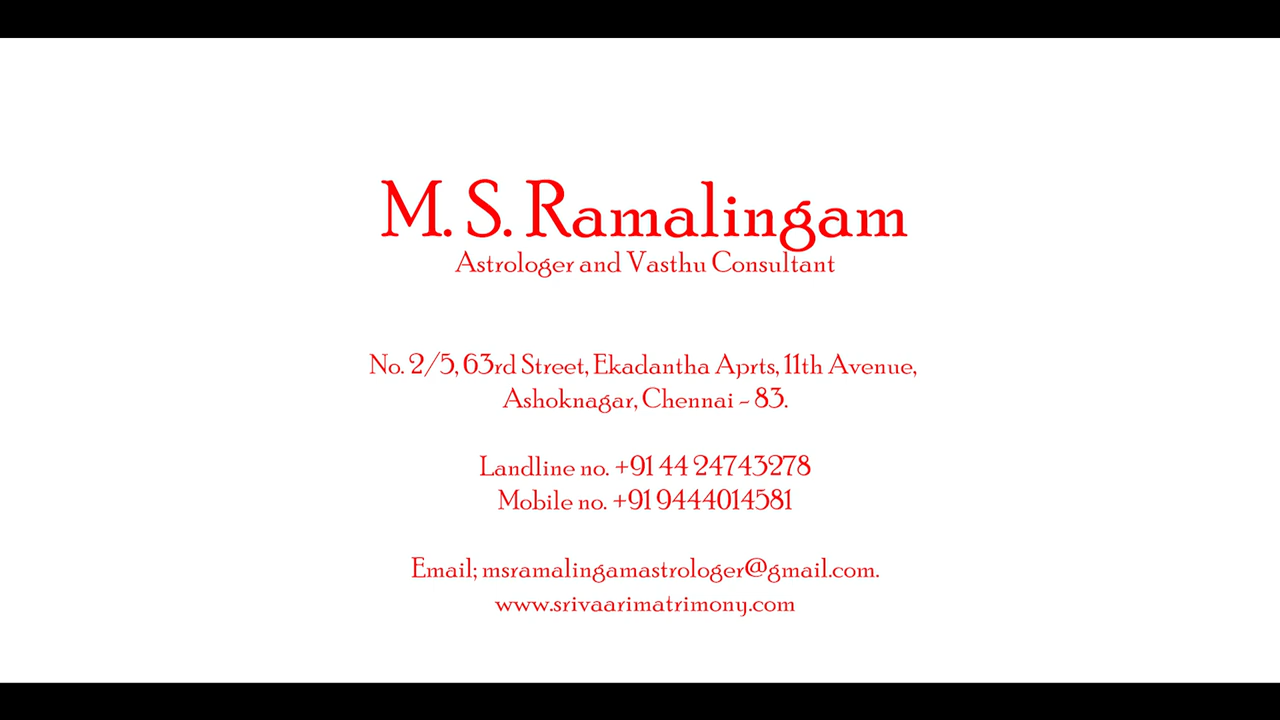 M. S. Ramalingam
Astrologer and Vasthu Consultant
No. 2/5, 63rd Street, Ekadantha Aprts, 11th Avenue,
Ashoknagar, Chennai - 83.
Landline no. +91 44 24743278
Mobile no. +91 9444014581
Email; msramalingamastrologer@gmail.com.
www.srivaarimatrimony.com